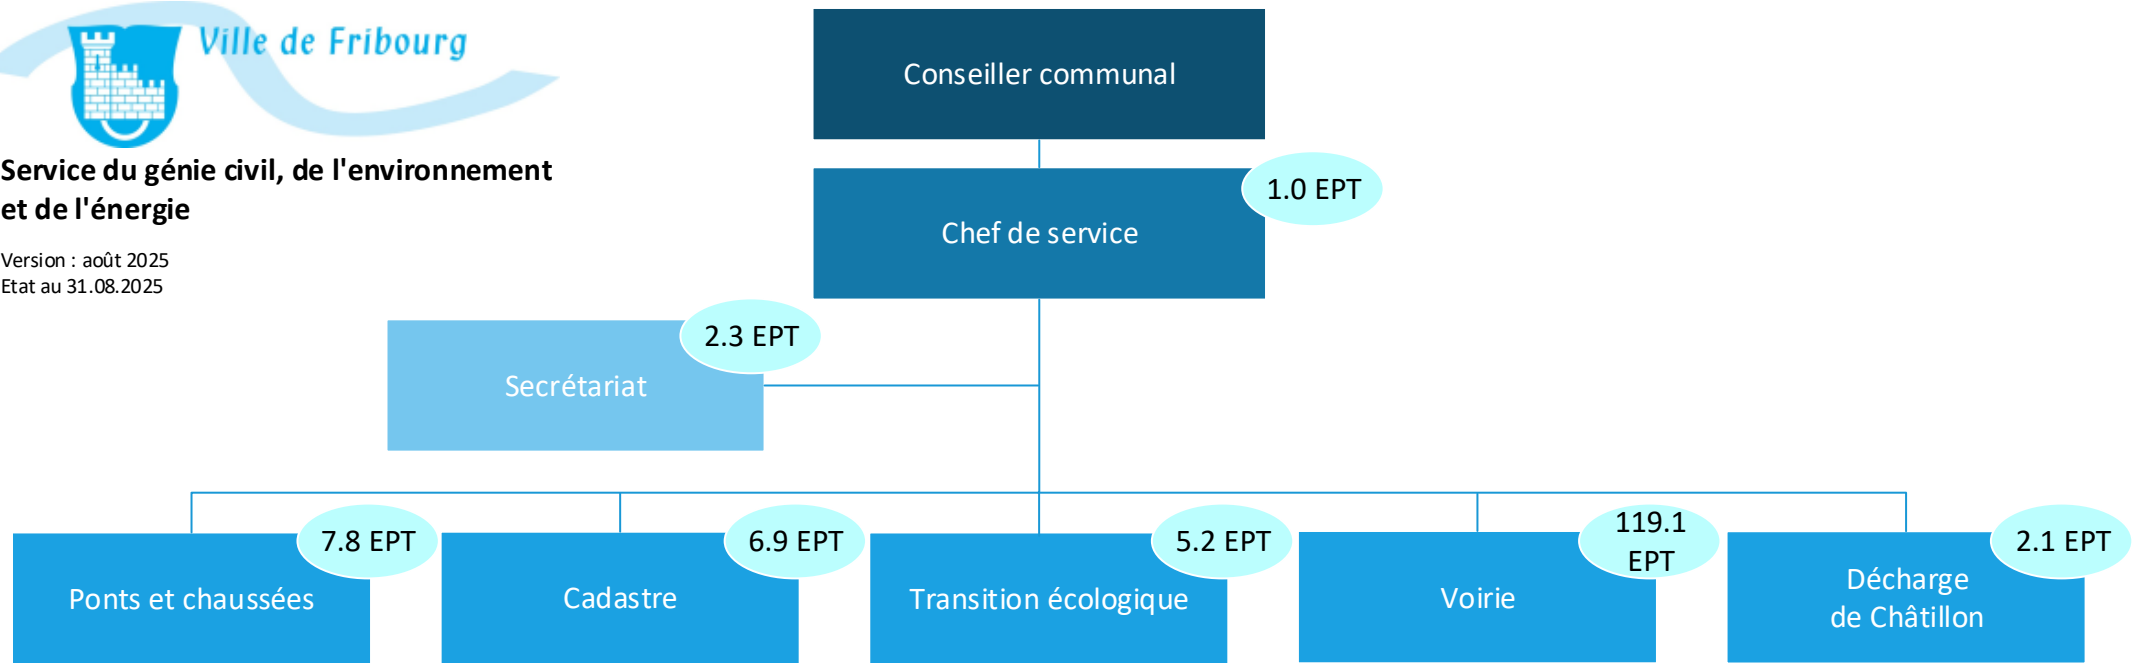 Ville de Fribourg
Service du génie civil, de l'environnement
et de l'énergie
Version : août 2025
Etat au 31.08.2025
Conseiller communal
1.0 EPT
Chef de service
2.3 EPT
Secrétariat
7.8 EPT
Ponts et chaussées
6.9 EPT
Cadastre
5.2 EPT
Transition écologique
119.1
EPT
Voirie
2.1 EPT
Décharge
de Châtillon